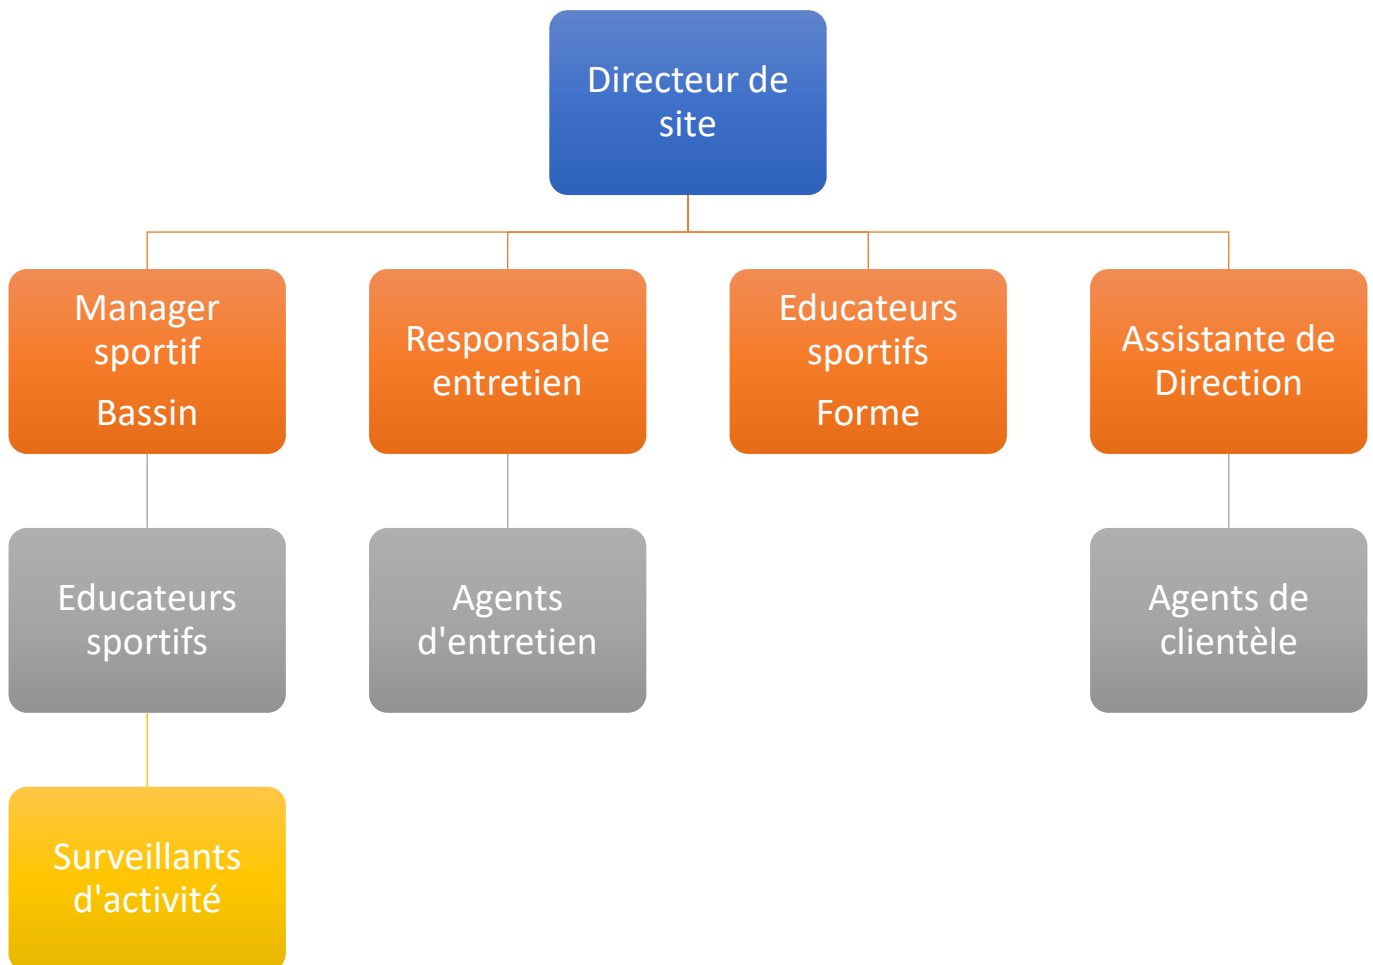 Directeur de
site
Manager
sportif
Bassin
Responsable
entretien
Educateurs
sportifs
Forme
Assistante de
Direction
Educateurs
sportifs
Agents
d'entretien
Agents de
clientèle
Surveillants
d'activité